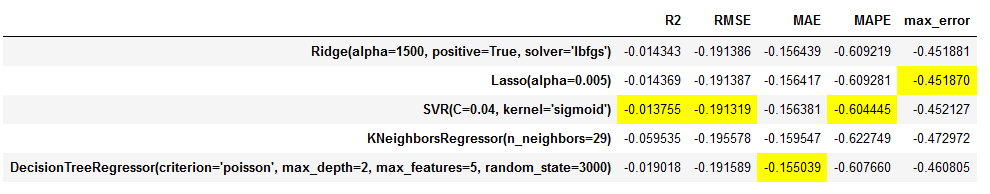 R2 RMSE MAE MAPE max_error
Ridge(alpha=1500, positive=True, solver='lbfgs') -0.014343 -0.191386 -0.156439 -0.609219 -0.451881
Lasso(alpha=0.005) -0.014369 -0.191387 -0.156417 -0.609281 -0.451870
SVR(C=0.04, kernel='sigmoid') -0.013755 -0.191319 -0.156381 -0.604445 -0.452127
KNeighborsRegressor(n_neighbors=29) -0.059535 -0.195578 -0.159547 -0.622749 -0.472972
DecisionTreeRegressor(criterion='poisson', max_depth=2, max_features=5, random_state=3000) -0.019018 -0.191589 -0.155039 -0.607660 -0.460805